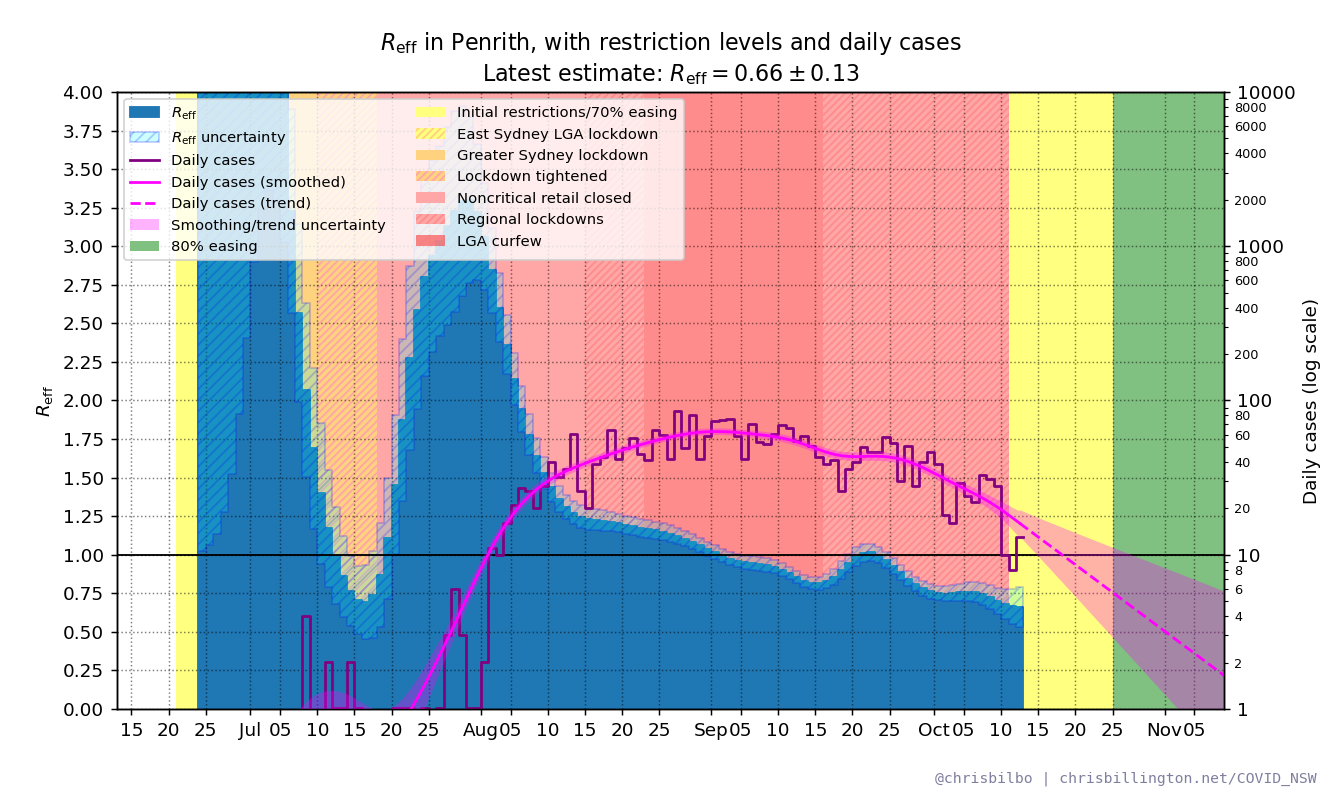 Reff in Penrith, with restriction levels and daily cases
Latest estimate: Reff = 0.66 ± 0.13
Reff
Reff uncertainty
Daily cases
Daily cases (smoothed)
Daily cases (trend)
Smoothing/trend uncertainty
80% easing
Initial restrictions/70% easing
East Sydney LGA lockdown
Greater Sydney lockdown
Lockdown tightened
Noncritical retail closed
Regional lockdowns
LGA curfew
Reff
4.00
3.75
3.50
3.25
3.00
2.75
2.50
2.25
2.00
1.75
1.50
1.25
1.00
0.75
0.50
0.25
0.00
10000
8000
6000
4000
2000
1000
800
600
400
200
100
80
60
40
20
10
8
6
4
2
1
Daily cases (log scale)
15 20 25 Jul 05 10 15 20 25 Aug 05 10 15 20 25 Sep 05 10 15 20 25 Oct 05 10 15 20 25 Nov 05
@chrisbilbo | chrisbillington.net/COVID_NSW